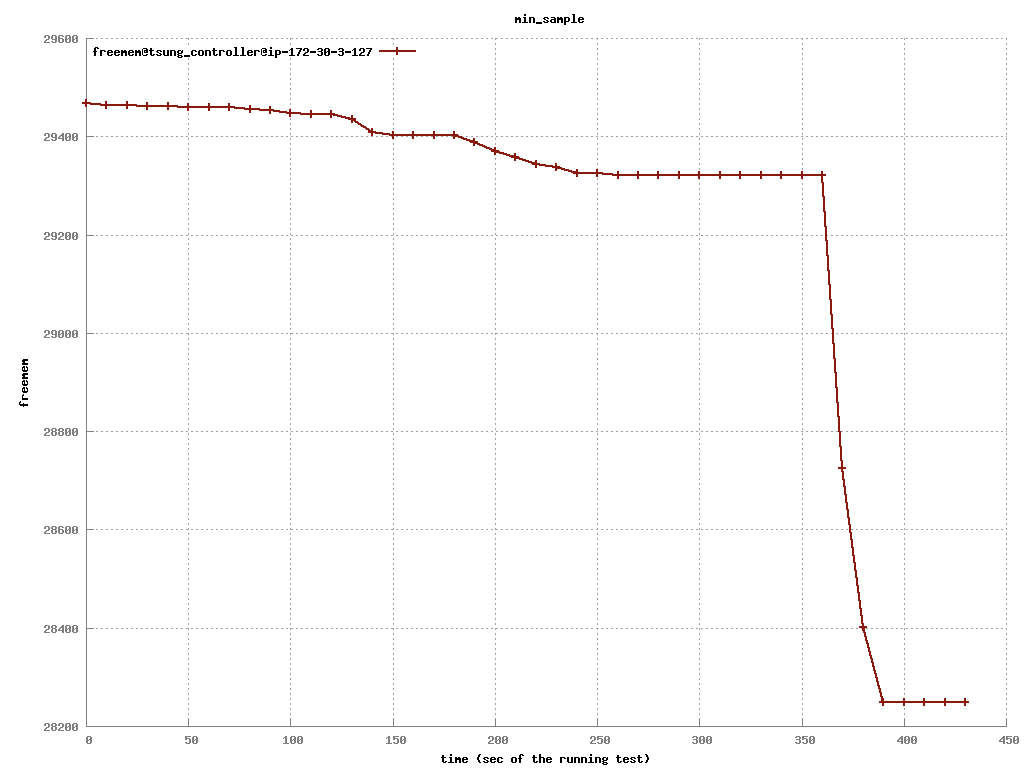 min_sample
29600
freemem@tsung_controller@ip-172-30-3-127
29400
29200
29000
freemem
28800
28600
28400
28200
0 50 100 150 200 250 300 350 400 450
time (sec of the running test)